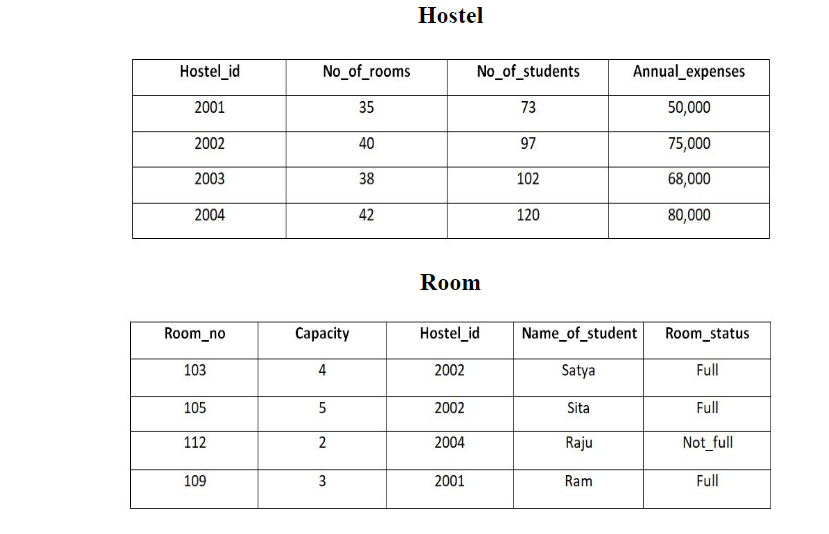 Hostel
Hostel_id No_of_rooms No_of_students Annual_expenses
2001 35 73 50,000
2002 40 97 75,000
2003 38 102 68,000
2004 42 120 80,000
Room
Room_no Capacity Hostel_id Name_of_student Room_status
103 4 2002 Satya Full
105 5 2002 Sita Full
112 2 2004 Raju Not_full
109 3 2001 Ram Full